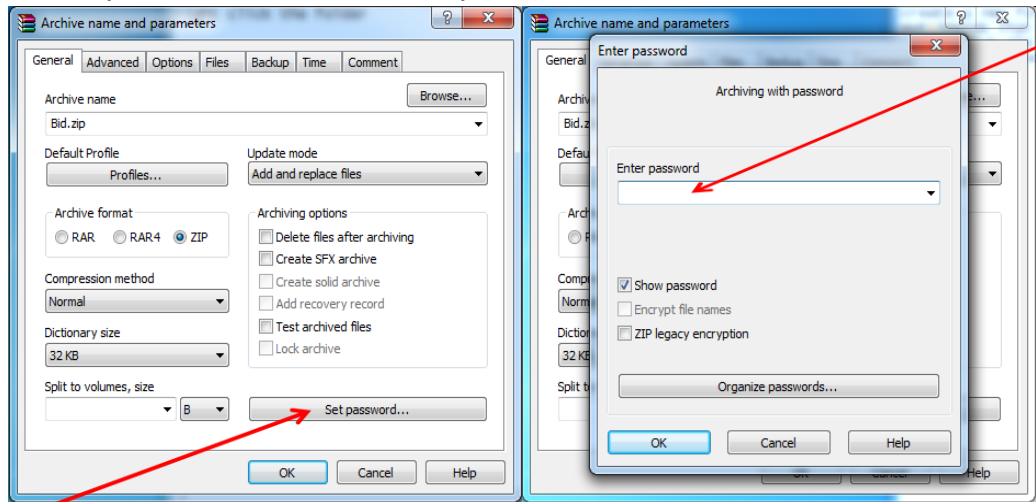 Archive name and parameters
General Advanced Options Files Backup Time Comment
Archive name
Browse...
Bid.zip
Default Profile Update mode
Profiles... Add and replace files
Archive format Archiving options
RAR RAR4 ZIP Delete files after archiving
Create SFX archive
Compression method Create solid archive
Normal Add recovery record
Dictionary size Test archived files
32 KB Lock archive
Split to volumes, size
B Set password...
OK Cancel Help
Archive name and parameters
General
Enter password
Archiving with password
Enter password
Show password
Encrypt file names
ZIP legacy encryption
Organize passwords...
OK Cancel Help
32 KB
Help